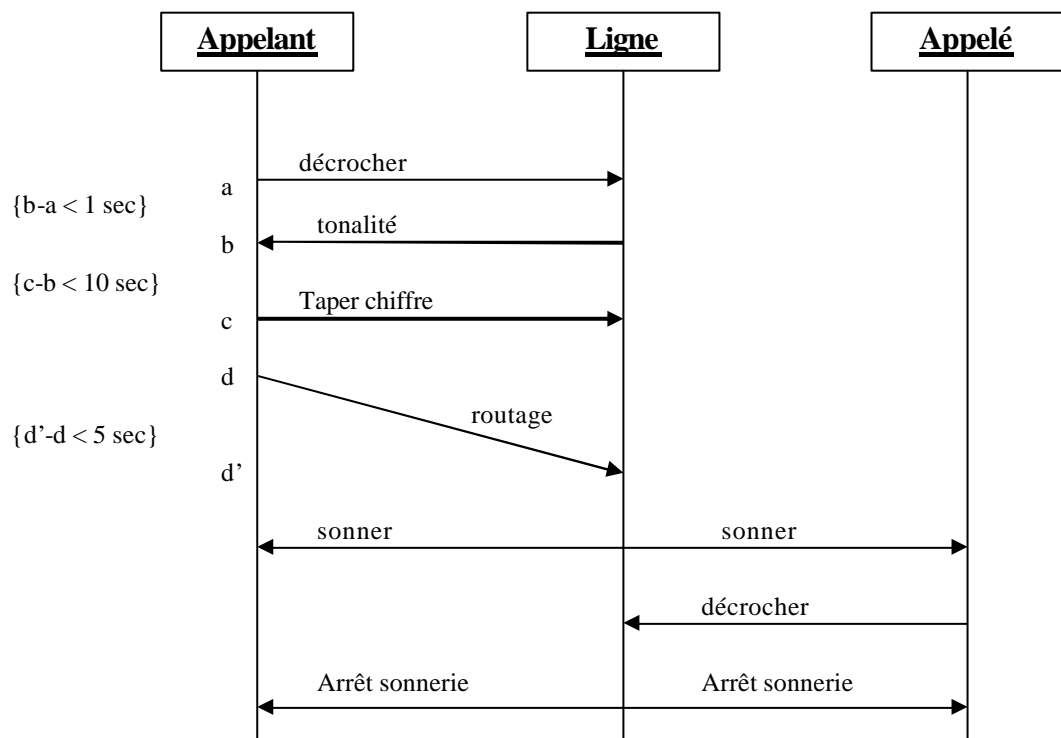 Appelant Ligne Appelé
décrocher
a
{b-a < 1 sec}
tonalité
b
{c-b < 10 sec}
Taper chiffre
c
d
routage
{d’-d < 5 sec}
d’
sonner sonner
décrocher
Arrêt sonnerie Arrêt sonnerie